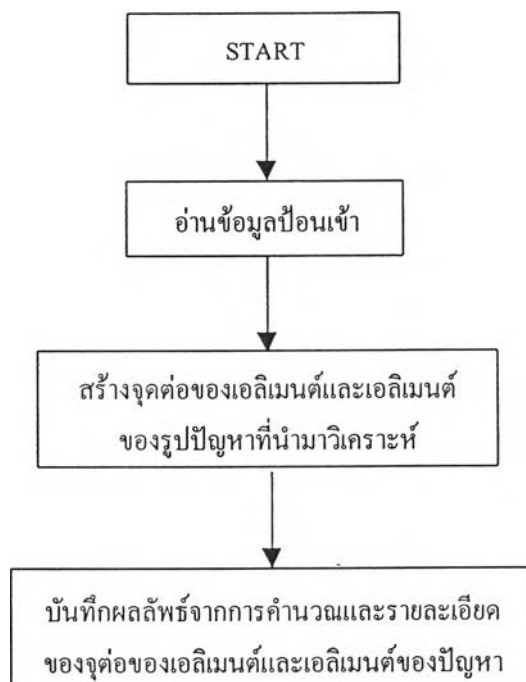 START
อ่านข้อมูลป้อนเข้า
สร้างจุดต่อของเอลิเมนต์และเอลิเมนต์
ของรูปปัญหาที่นำมาวิเคราะห์
บันทึกผลลัพธ์จากการคำนวณและรายละเอียด
ของจุต่อของเอลิเมนต์และเอลิเมนต์ของปัญหา